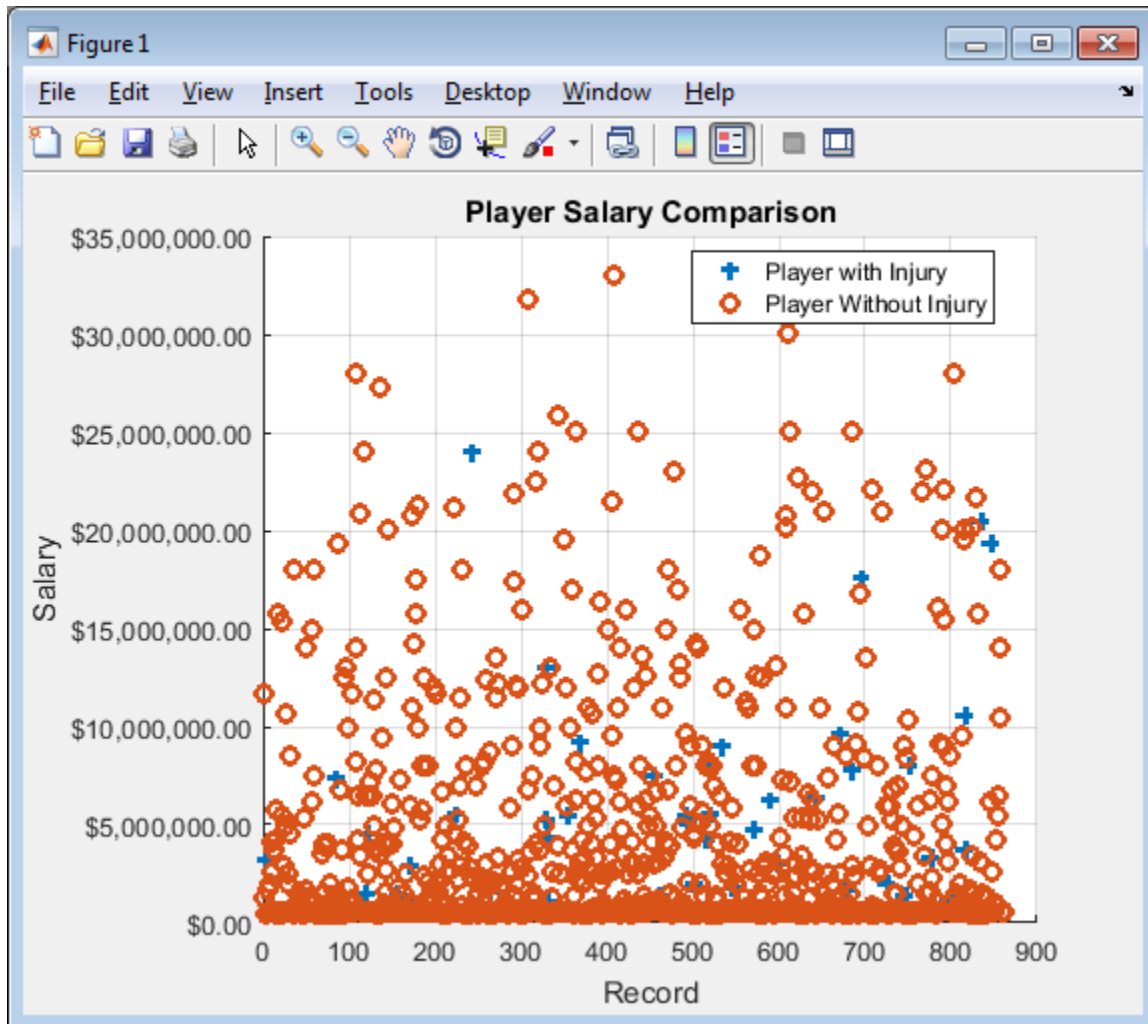 Figure 1
File Edit View Insert Tools Desktop Window Help
Player Salary Comparison
$35,000,000.00
$30,000,000.00
$25,000,000.00
$20,000,000.00
$15,000,000.00
$10,000,000.00
$5,000,000.00
$0.00
Salary
Player with Injury
Player Without Injury
0 100 200 300 400 500 600 700 800 900
Record